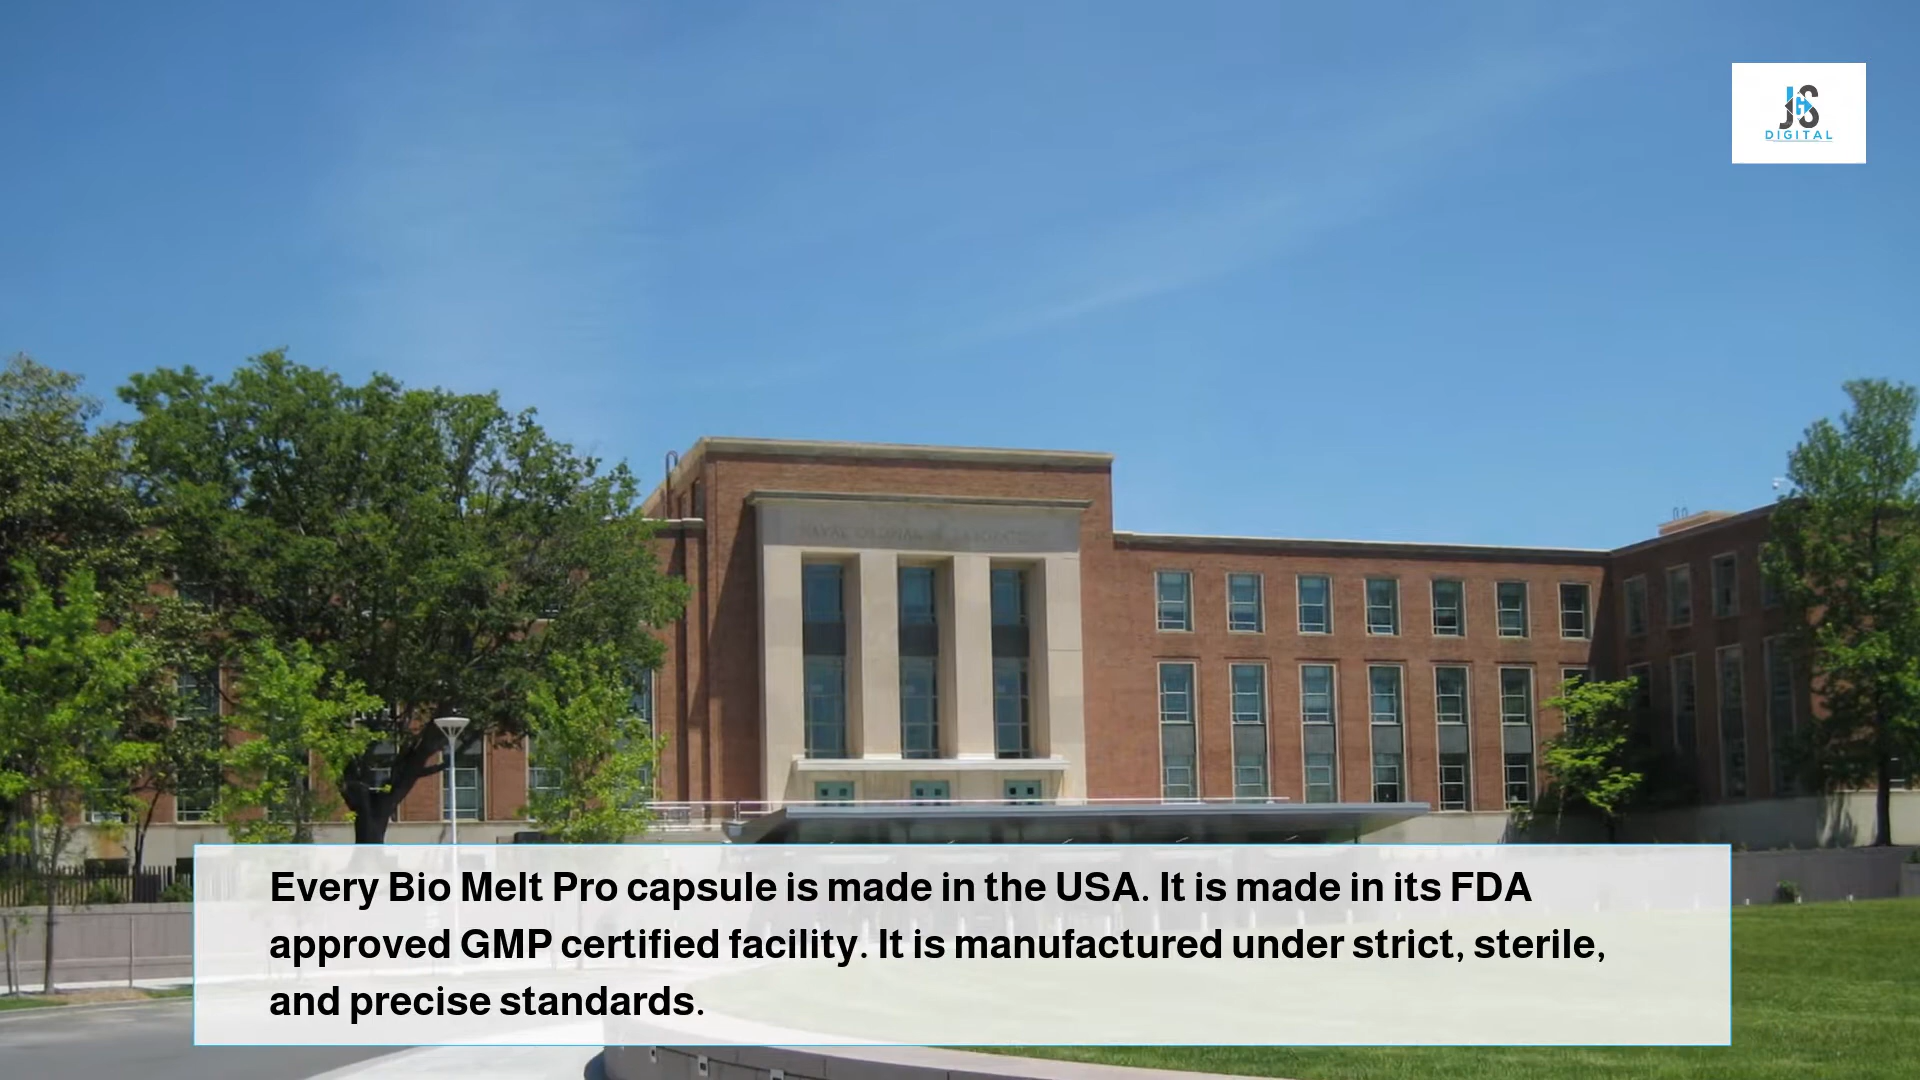 JGS
DIGITAL
Every Bio Melt Pro capsule is made in the USA. It is made in its FDA
approved GMP certified facility. It is manufactured under strict, sterile,
and precise standards.